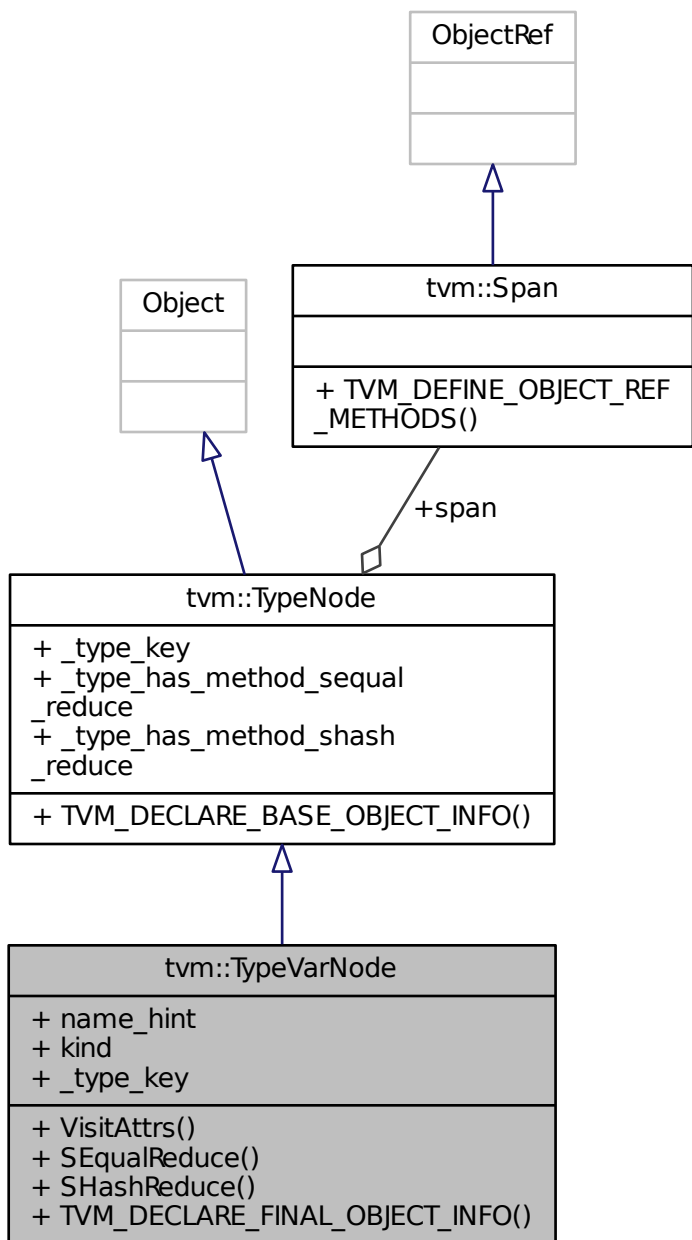 ObjectRef
tvm::Span
Object
+ TVM_DEFINE_OBJECT_REF
_METHODS()
+span
tvm::TypeNode
+ _type_key
+ _type_has_method_sequal
_reduce
+ _type_has_method_shash
_reduce
+ TVM_DECLARE_BASE_OBJECT_INFO()
tvm::TypeVarNode
+ name_hint
+ kind
+ _type_key
+ VisitAttrs()
+ SEqualReduce()
+ SHashReduce()
+ TVM_DECLARE_FINAL_OBJECT_INFO()